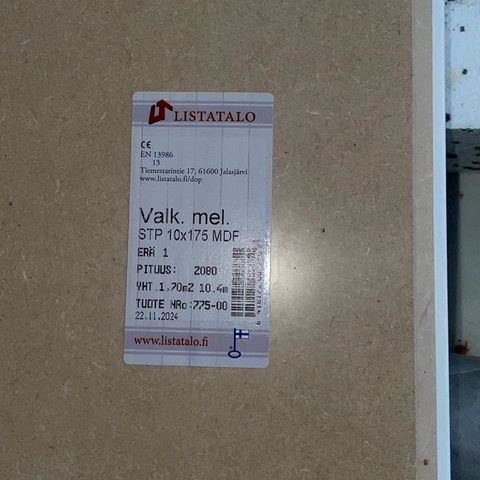 LISTATALO
CE
EN 13986
13
Tiemestarintie 17, 61600 Jalasjärvi
www.listatalo.fi/dop
Valk. mel.
STP 10x175 MDF
ERÄ 1
PITUUS: 2080
YHT.1.70m2 10.4m
TUOTE NRo:775-00
22.11.2024
www.listatalo.fi